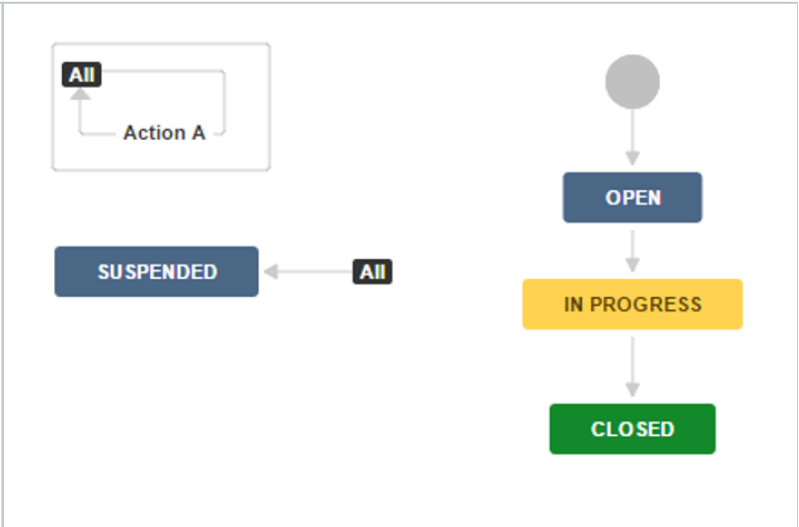 All
Action A
SUSPENDED
All
OPEN
IN PROGRESS
CLOSED